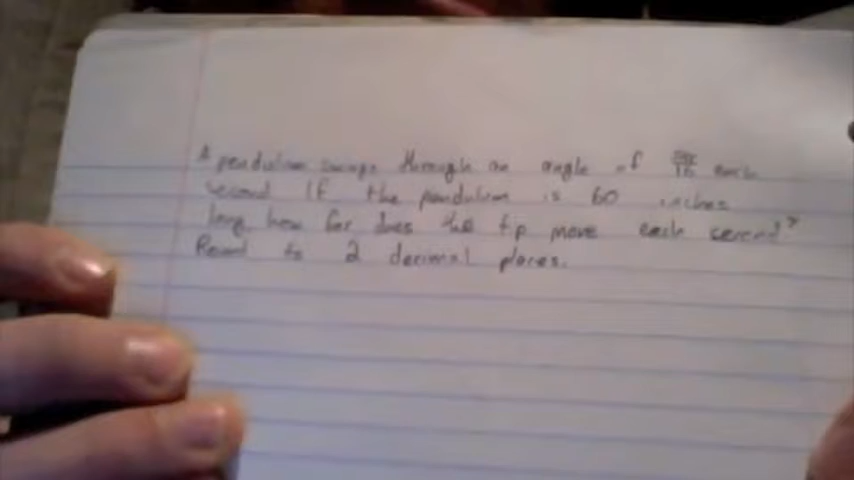 A pendulum swings through an angle of each
second If the pendulum is 60 inches
long how far does the tip move each second?
Round to 2 decimal places.